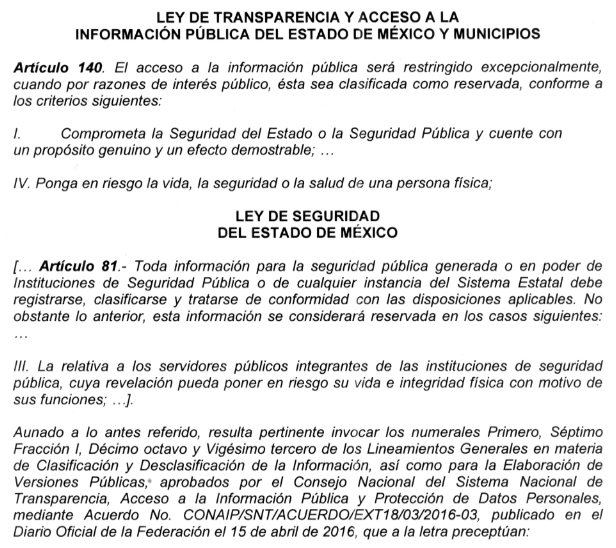 LEY DE TRANSPARENCIA Y ACCESO A LA
INFORMACIÓN PÚBLICA DEL ESTADO DE MÉXICO Y MUNICIPIOS
Artículo 140. El acceso a la información pública será restringido excepcionalmente,
cuando por razones de interés público, ésta sea clasificada como reservada, conforme a
los criterios siguientes:
I. Comprometa la Seguridad del Estado o la Seguridad Pública y cuente con
un propósito genuino y un efecto demostrable; …
IV. Ponga en riesgo la vida, la seguridad o la salud de una persona física;
LEY DE SEGURIDAD
DEL ESTADO DE MÉXICO
[… Artículo 81.- Toda información para la seguridad pública generada o en poder de
Instituciones de Seguridad Pública o de cualquier instancia del Sistema Estatal debe
registrarse, clasificarse y tratarse de conformidad con las disposiciones aplicables. No
obstante lo anterior, esta información se considerará reservada en los casos siguientes:
…
III. La relativa a los servidores públicos integrantes de las instituciones de seguridad
pública, cuya revelación pueda poner en riesgo su vida e integridad física con motivo de
sus funciones; …].
Aunado a lo antes referido, resulta pertinente invocar los numerales Primero, Séptimo
Fracción I, Décimo octavo y Vigésimo tercero de los Lineamientos Generales en materia
de Clasificación y Desclasificación de la Información, así como para la Elaboración de
Versiones Públicas, aprobados por el Consejo Nacional del Sistema Nacional de
Transparencia, Acceso a la Información Pública y Protección de Datos Personales,
mediante Acuerdo No. CONAIP/SNT/ACUERDO/EXT18/03/2016-03, publicado en el
Diario Oficial de la Federación el 15 de abril de 2016, que a la letra preceptúan: